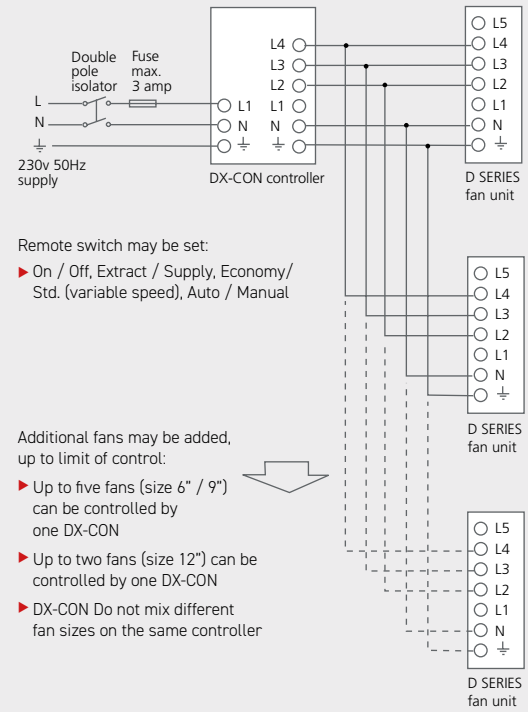 Double
pole
isolator
Fuse
max.
3 amp
L
N
⏚
230v 50Hz
supply
L4
L3
L2
L1 L1
N N
⏚ ⏚
DX-CON controller
L5
L4
L3
L2
L1
N
⏚
D SERIES
fan unit
Remote switch may be set:
▶ On / Off, Extract / Supply, Economy/
Std. (variable speed), Auto / Manual
L5
L4
L3
L2
L1
N
⏚
D SERIES
fan unit
Additional fans may be added,
up to limit of control:
▶ Up to five fans (size 6” / 9”)
can be controlled by
one DX-CON
▶ Up to two fans (size 12”) can be
controlled by one DX-CON
▶ DX-CON Do not mix different
fan sizes on the same controller
L5
L4
L3
L2
L1
N
⏚
D SERIES
fan unit